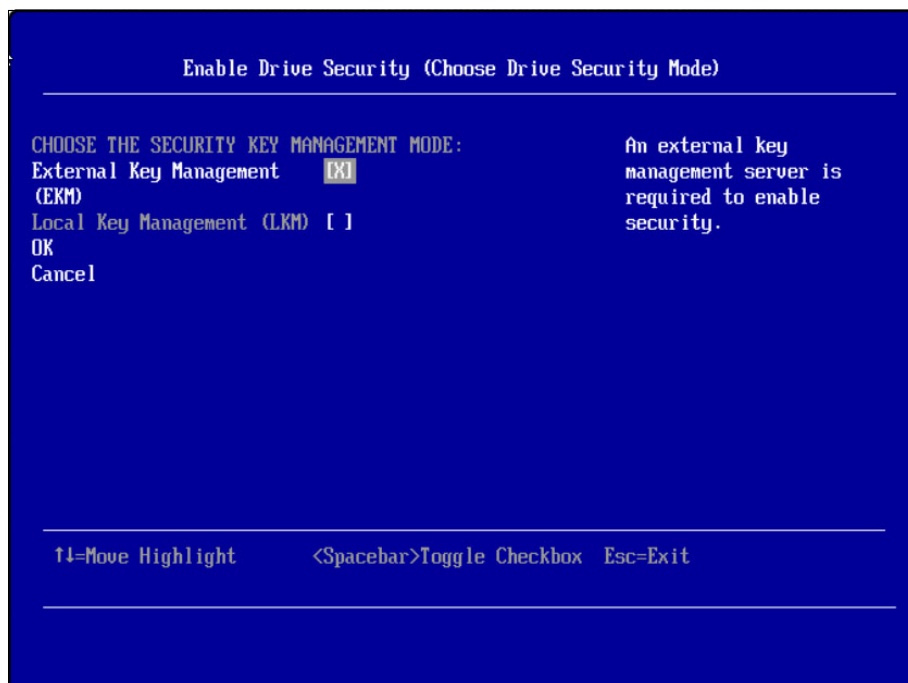 Enable Drive Security (Choose Drive Security Mode)
CHOOSE THE SECURITY KEY MANAGEMENT MODE:
External Key Management [X]
(EKM)
Local Key Management (LKM) [ ]
OK
Cancel
An external key
management server is
required to enable
security.
↑↓=Move Highlight <Spacebar>Toggle Checkbox Esc=Exit